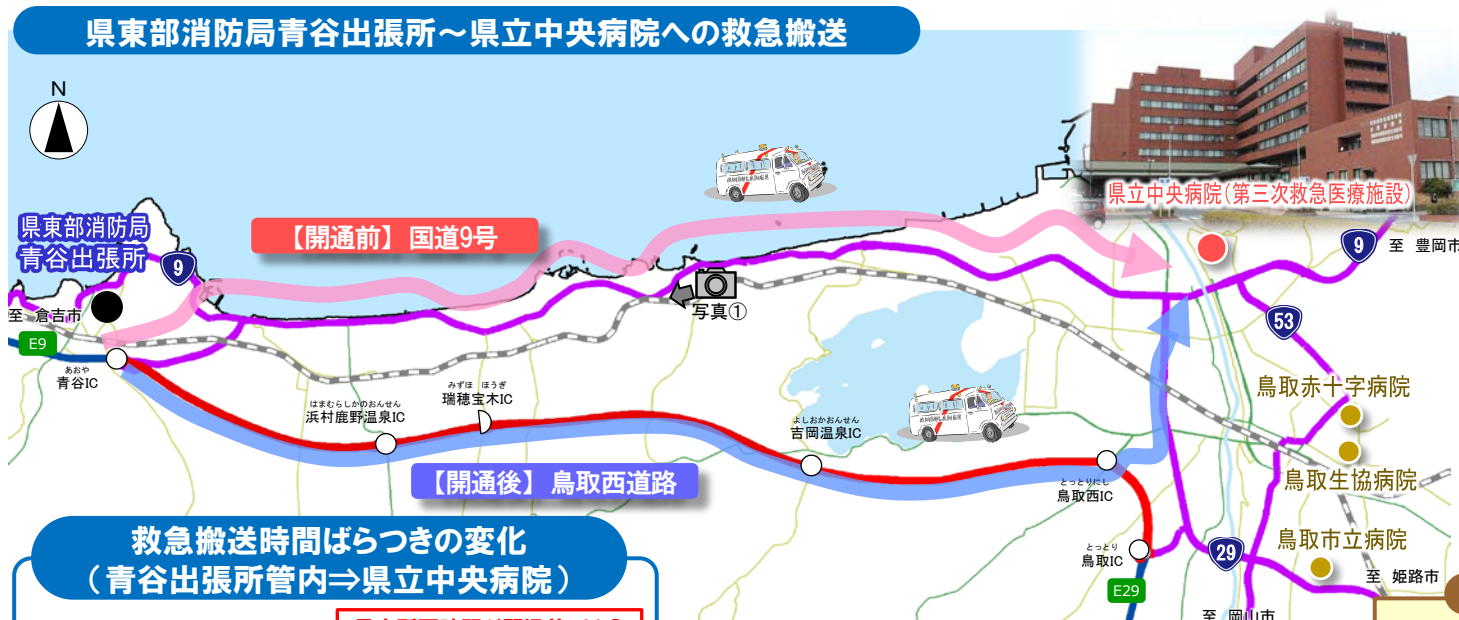 県東部消防局青谷出張所～県立中央病院への救急搬送
N
県立中央病院(第三次救急医療施設)
県東部消防局
青谷出張所
9
【開通前】 国道9号
9
至 豊岡市
至 倉吉市
写真①
E9
53
あおや
青谷IC
みずほ ほうぎ
瑞穂宝木IC
はまむらしかのおんせん
浜村鹿野温泉IC
よしおかおんせん
吉岡温泉IC
鳥取赤十字病院
【開通後】 鳥取西道路
とっとりにし
鳥取西IC
鳥取生協病院
救急搬送時間ばらつきの変化
（青谷出張所管内⇒県立中央病院）
とっとり
鳥取IC
29
鳥取市立病院
至 姫路市
E29
至 岡山市